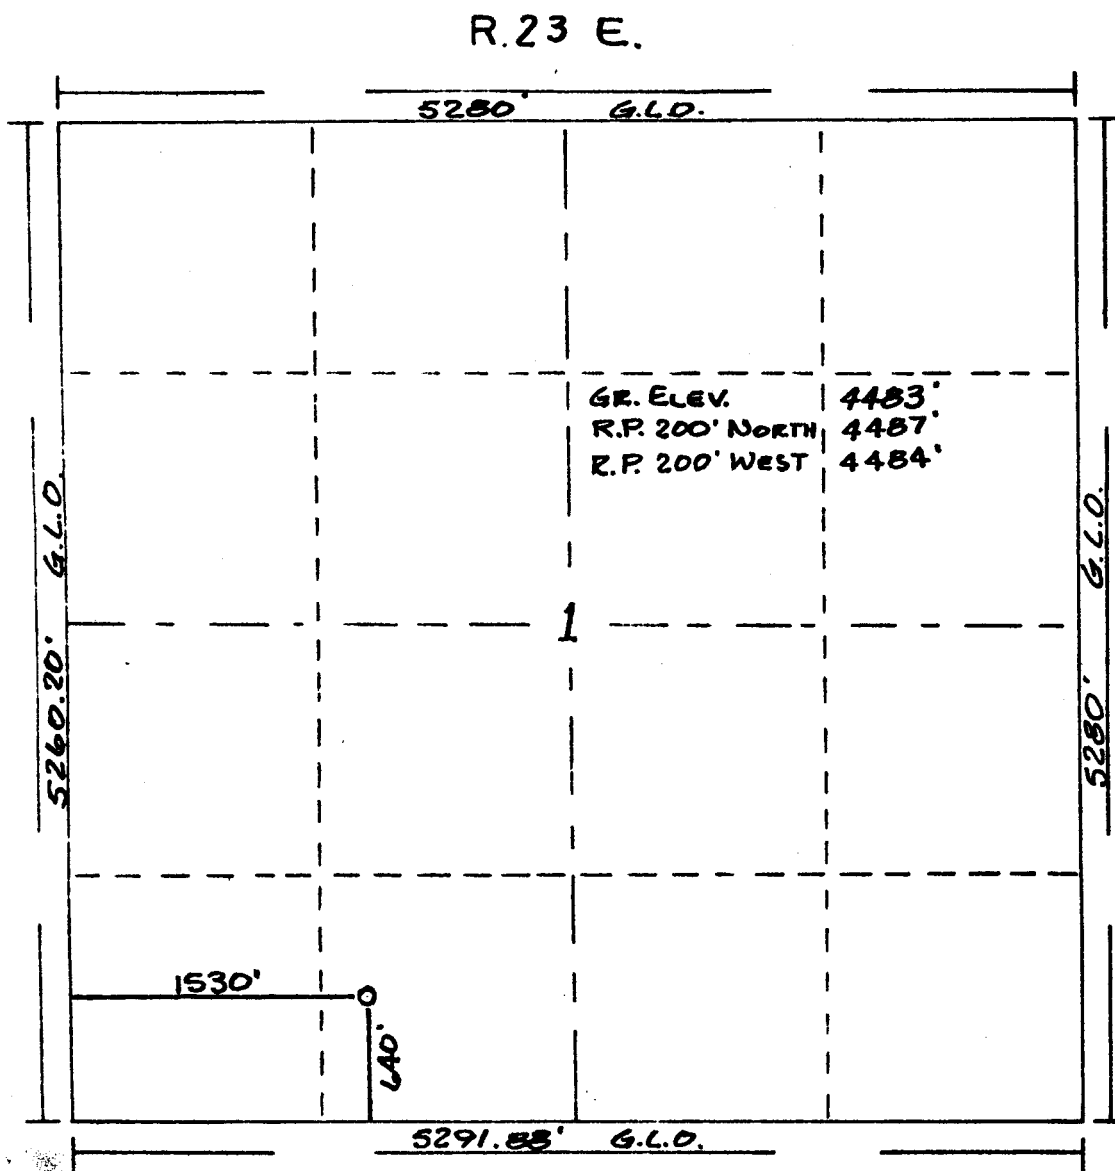 R.23 E.
5280' G.L.O.
GR. ELEV. 4483'
R.P. 200' NORTH 4487'
R.P. 200' WEST 4484'
5260.20' G.L.O.
1
5280' G.L.O.
1530'
640'
5291.88' G.L.O.